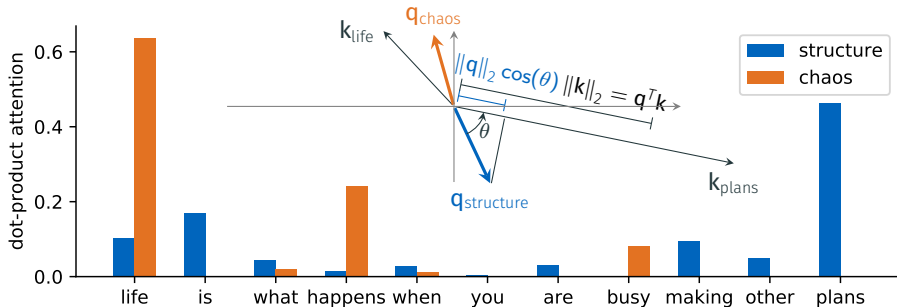 dot-product attention
0.6
0.4
0.2
0.0
life is what happens when you are busy making other plans
structure
chaos
q_chaos
k_life
‖q‖₂ cos(θ) ‖k‖₂ = qᵀk
θ
k_plans
q_structure